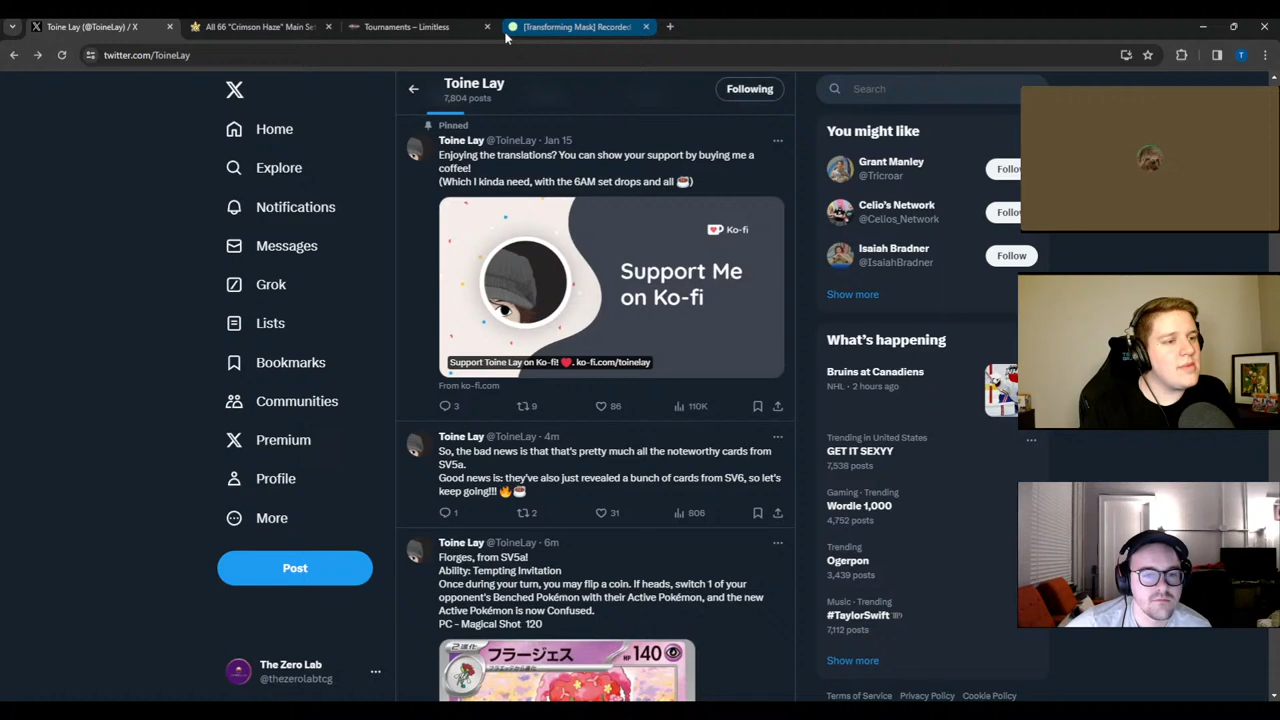 Toine Lay (@ToineLay) / X
All 66 "Crimson Haze" Main Se
Tournaments – Limitless
[Transforming Mask] Recorded
twitter.com/ToineLay
T
Home
Explore
Notifications
Messages
Grok
Lists
Bookmarks
Communities
Premium
Profile
More
Post
The Zero Lab
@thezerolabtcg
Toine Lay
7,804 posts
Following
Pinned
Toine Lay @ToineLay · Jan 15
Enjoying the translations? You can show your support by buying me a
coffee!
(Which I kinda need, with the 6AM set drops and all ☕)
Ko-fi
Support Me
on Ko-fi
Support Toine Lay on Ko-fi! ❤️. ko-fi.com/toinelay
From ko-fi.com
3 9 86 110K
Toine Lay @ToineLay · 4m
So, the bad news is that that's pretty much all the noteworthy cards from
SV5a.
Good news is: they've also just revealed a bunch of cards from SV6, so let's
keep going!!! 🔥☕
1 2 31 806
Toine Lay @ToineLay · 6m
Florges, from SV5a!
Ability: Tempting Invitation
Once during your turn, you may flip a coin. If heads, switch 1 of your
opponent's Benched Pokémon with their Active Pokémon, and the new
Active Pokémon is now Confused.
PC - Magical Shot 120
2進化
フラージェス
HP 140
Search
You might like
Grant Manley
@Tricroar
Follo
Celio's Network
@Celios_Network
Follo
Isaiah Bradner
@IsaiahBradner
Follow
Show more
What's happening
Bruins at Canadiens
NHL · 2 hours ago
Trending in United States
GET IT SEXYY
7,538 posts
Gaming · Trending
Wordle 1,000
4,752 posts
Trending
Ogerpon
3,439 posts
Music · Trending
#TaylorSwift
7,112 posts
Show more
Terms of Service Privacy Policy Cookie Policy